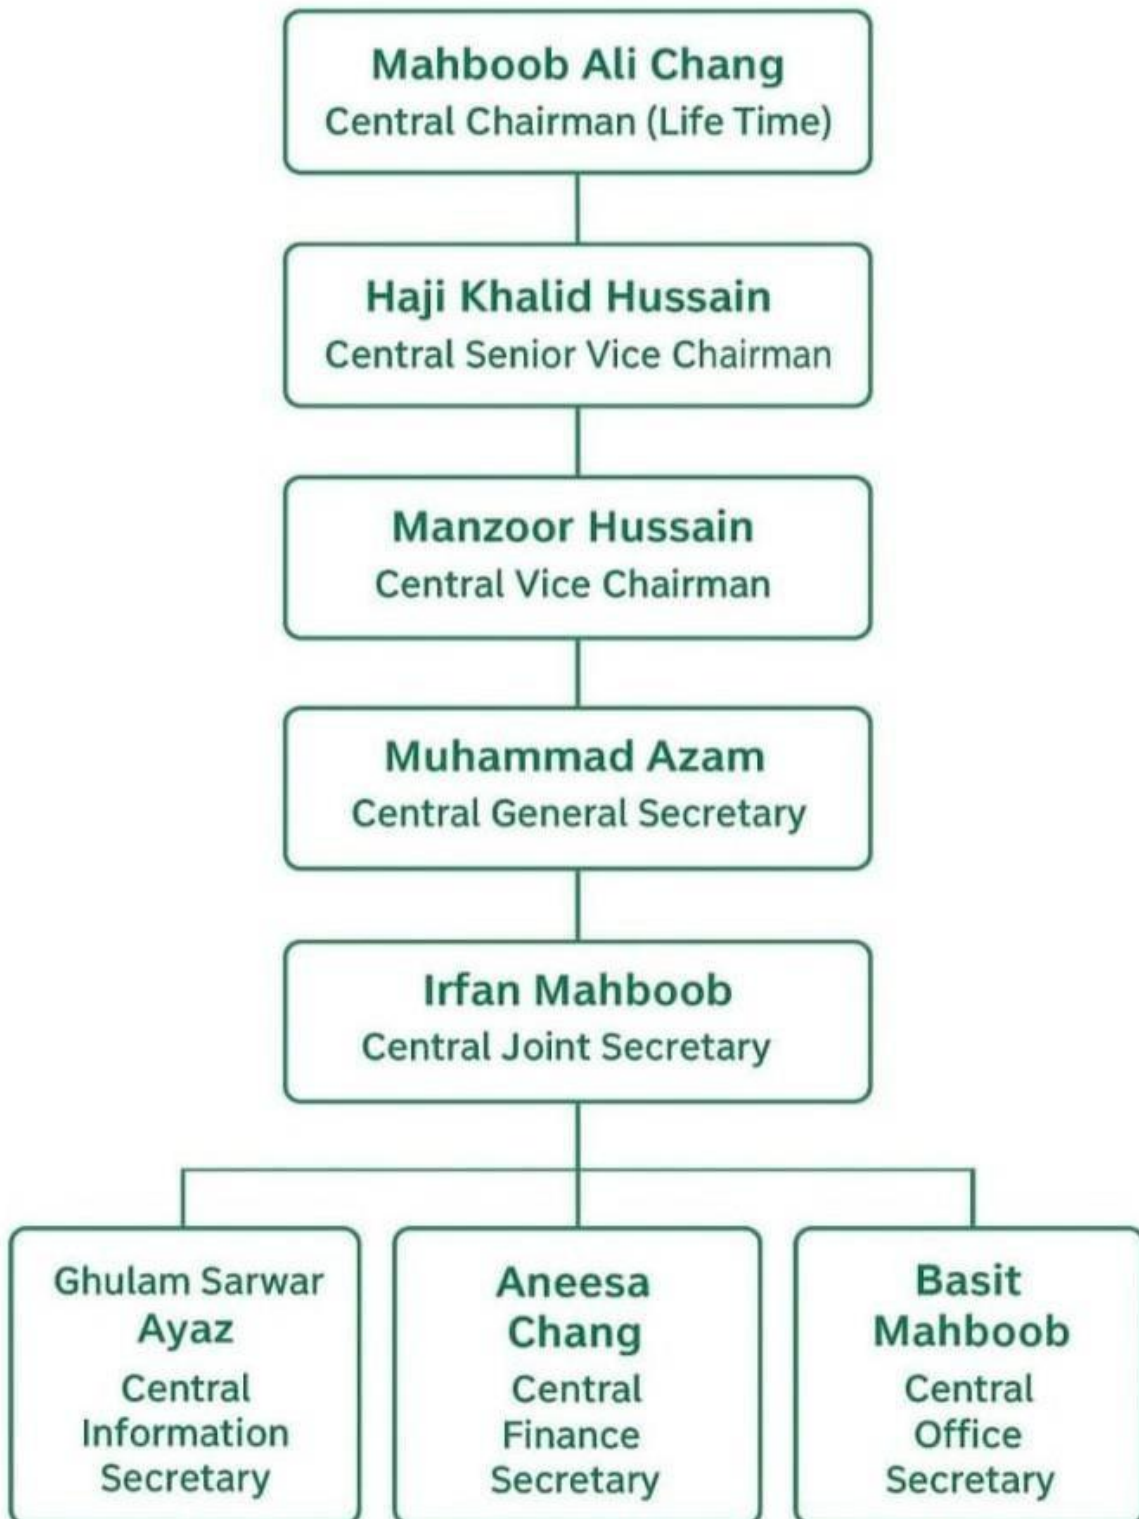 Mahboob Ali Chang
Central Chairman (Life Time)
Haji Khalid Hussain
Central Senior Vice Chairman
Manzoor Hussain
Central Vice Chairman
Muhammad Azam
Central General Secretary
Irfan Mahboob
Central Joint Secretary
Ghulam Sarwar
Ayaz
Central
Information
Secretary
Aneesa
Chang
Central
Finance
Secretary
Basit
Mahboob
Central
Office
Secretary